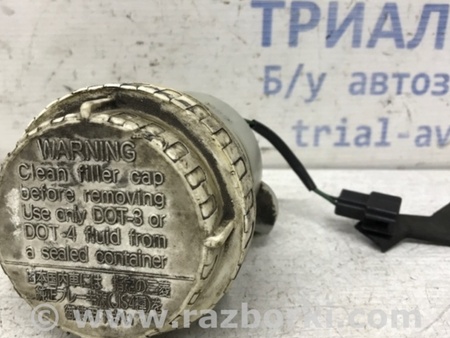 ТРИАЛ
Б/у автоз
trial-av
WARNING
Clean filler cap
before removing
Use only DOT-3 or
DOT-4 fluid from
a sealed container
www.razborki.com